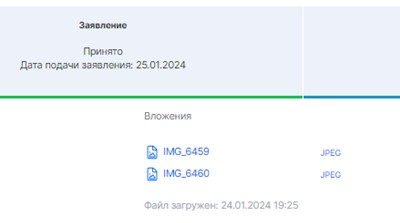 Заявление
Принято
Дата подачи заявления: 25.01.2024
Вложения
IMG_6459 JPEG
IMG_6460 JPEG
Файл загружен: 24.01.2024 19:25